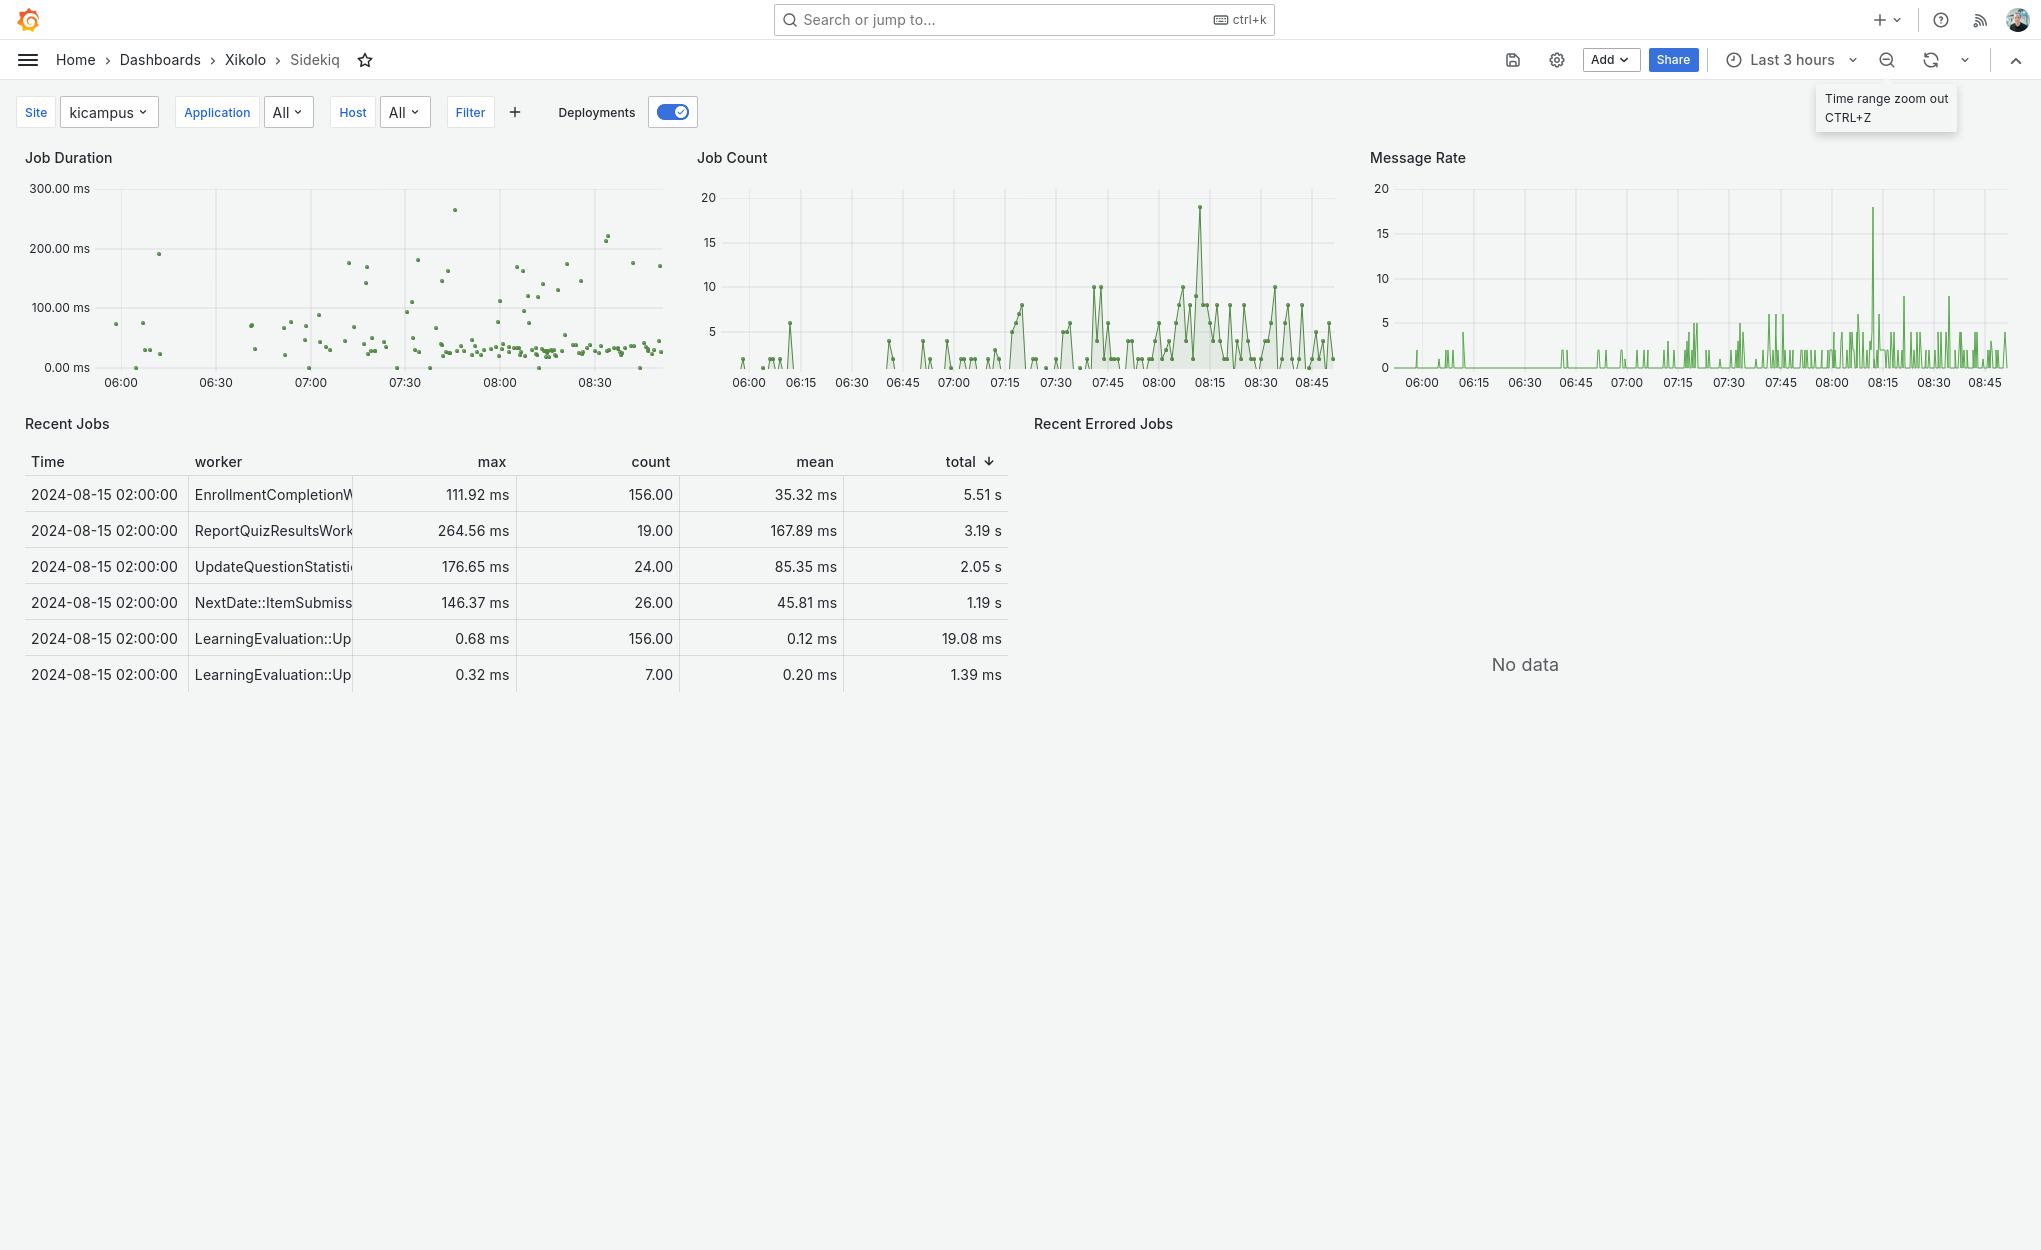 Search or jump to... ctrl+k
Home › Dashboards › Xikolo › Sidekiq Add Share Last 3 hours
Time range zoom out
CTRL+Z
Site kicampus Application All Host All Filter + Deployments
Job Duration
300.00 ms
200.00 ms
100.00 ms
0.00 ms
06:00 06:30 07:00 07:30 08:00 08:30
Job Count
20
15
10
5
06:00 06:15 06:30 06:45 07:00 07:15 07:30 07:45 08:00 08:15 08:30 08:45
Message Rate
20
15
10
5
0
06:00 06:15 06:30 06:45 07:00 07:15 07:30 07:45 08:00 08:15 08:30 08:45
Recent Jobs
Time worker max count mean total ↓
2024-08-15 02:00:00 EnrollmentCompletionW 111.92 ms 156.00 35.32 ms 5.51 s
2024-08-15 02:00:00 ReportQuizResultsWork 264.56 ms 19.00 167.89 ms 3.19 s
2024-08-15 02:00:00 UpdateQuestionStatisti 176.65 ms 24.00 85.35 ms 2.05 s
2024-08-15 02:00:00 NextDate::ItemSubmiss 146.37 ms 26.00 45.81 ms 1.19 s
2024-08-15 02:00:00 LearningEvaluation::Up 0.68 ms 156.00 0.12 ms 19.08 ms
2024-08-15 02:00:00 LearningEvaluation::Up 0.32 ms 7.00 0.20 ms 1.39 ms
Recent Errored Jobs
No data